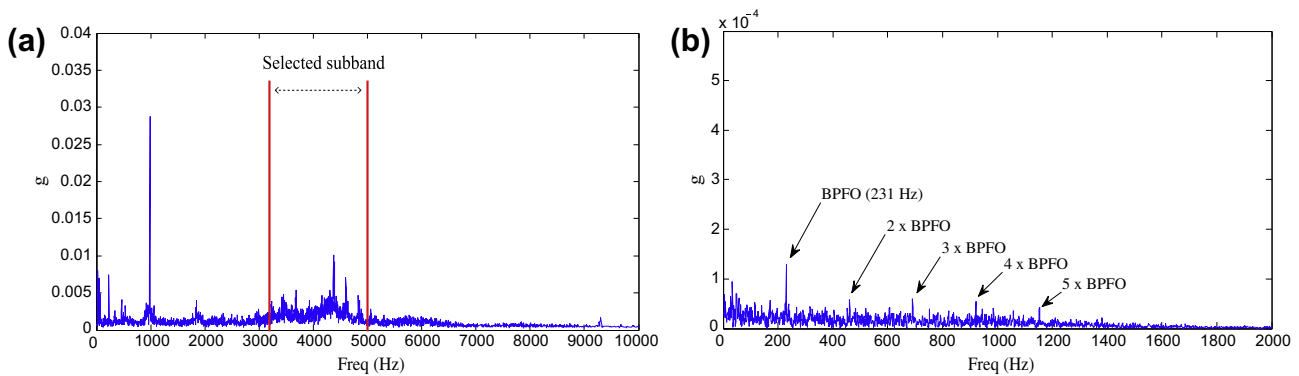 (a)
0.04
0.035
0.03
0.025
0.02
0.015
0.01
0.005
0
g
Selected subband
0 1000 2000 3000 4000 5000 6000 7000 8000 9000 10000
Freq (Hz)
(b)
x 10⁻⁴
5
4
3
2
1
0
g
BPFO (231 Hz)
2 x BPFO
3 x BPFO
4 x BPFO
5 x BPFO
0 200 400 600 800 1000 1200 1400 1600 1800 2000
Freq (Hz)